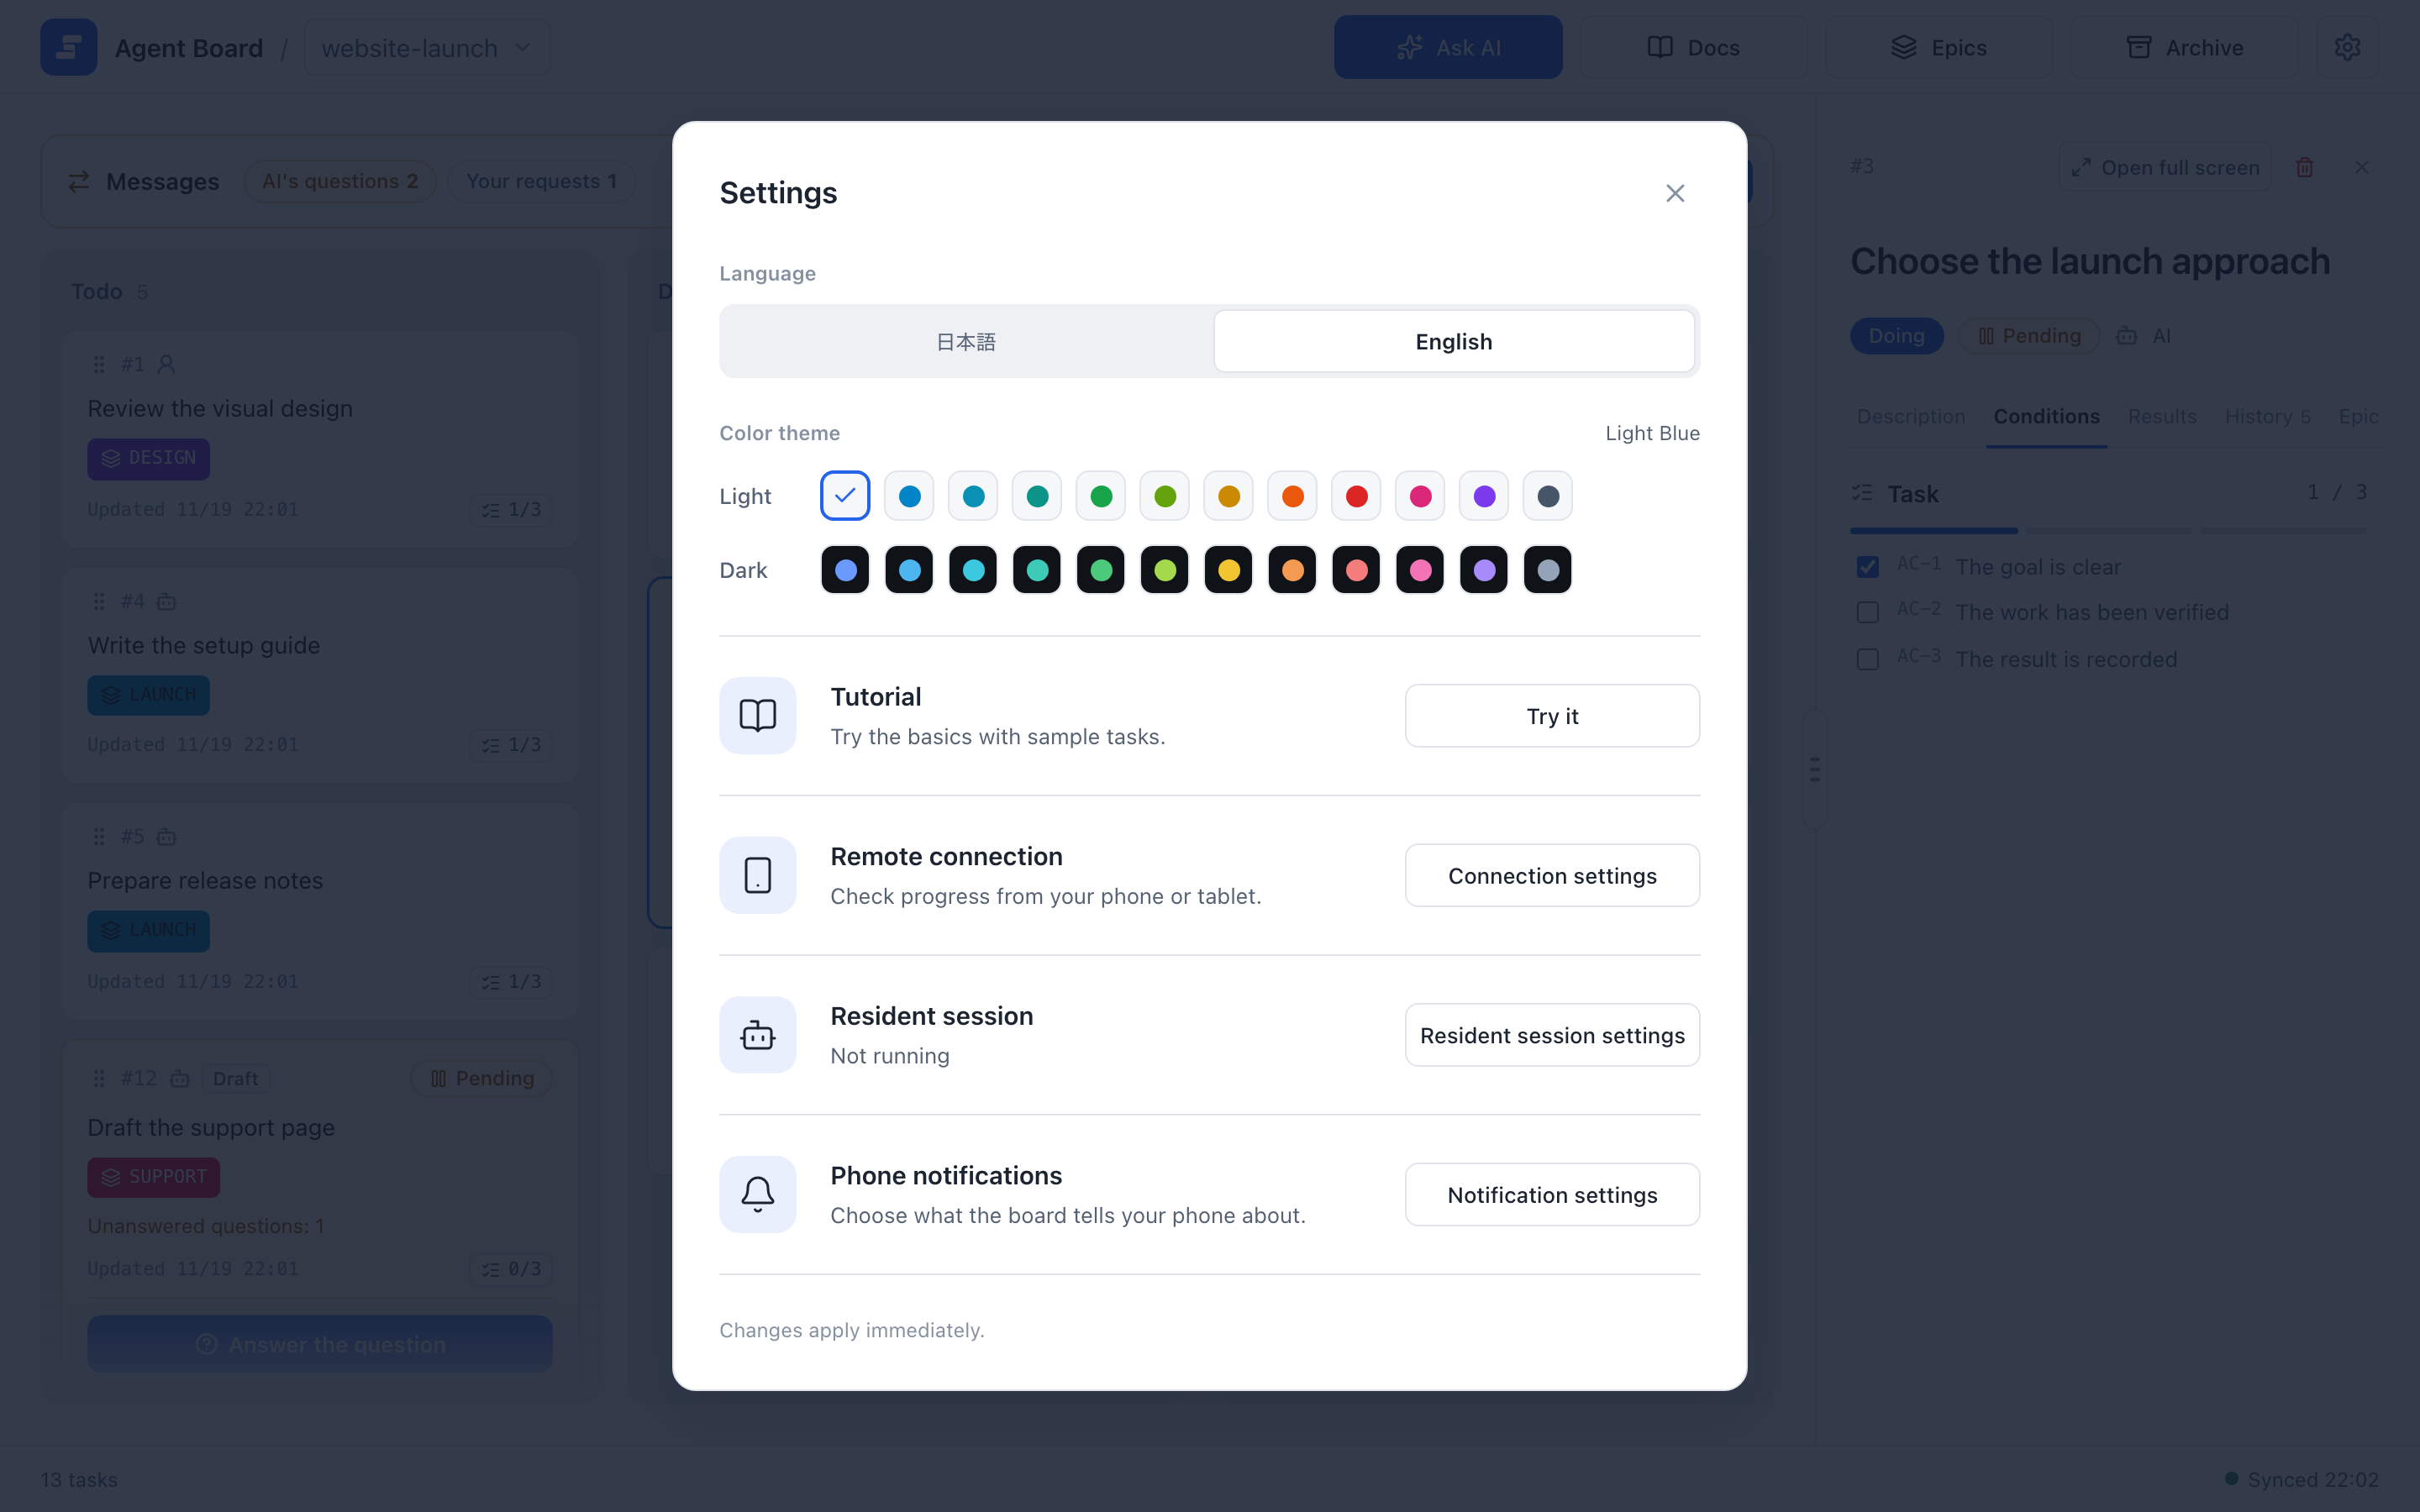 Agent Board / website-launch
Ask AI
Docs
Epics
Archive
Messages
AI's questions 2
Your requests 1
Todo 5
#1
Review the visual design
DESIGN
Updated 11/19 22:01
1/3
#4
Write the setup guide
LAUNCH
Updated 11/19 22:01
1/3
#5
Prepare release notes
LAUNCH
Updated 11/19 22:01
1/3
#12
Draft
Pending
Draft the support page
SUPPORT
Unanswered questions: 1
Updated 11/19 22:01
0/3
Answer the question
Settings
Language
日本語
English
Color theme
Light Blue
Light
Dark
Tutorial
Try the basics with sample tasks.
Try it
Remote connection
Check progress from your phone or tablet.
Connection settings
Resident session
Not running
Resident session settings
Phone notifications
Choose what the board tells your phone about.
Notification settings
Changes apply immediately.
#3
Open full screen
Choose the launch approach
Doing
Pending
AI
Description
Conditions
Results
History 5
Epic
Task
1 / 3
AC-1 The goal is clear
AC-2 The work has been verified
AC-3 The result is recorded
13 tasks
Synced 22:02